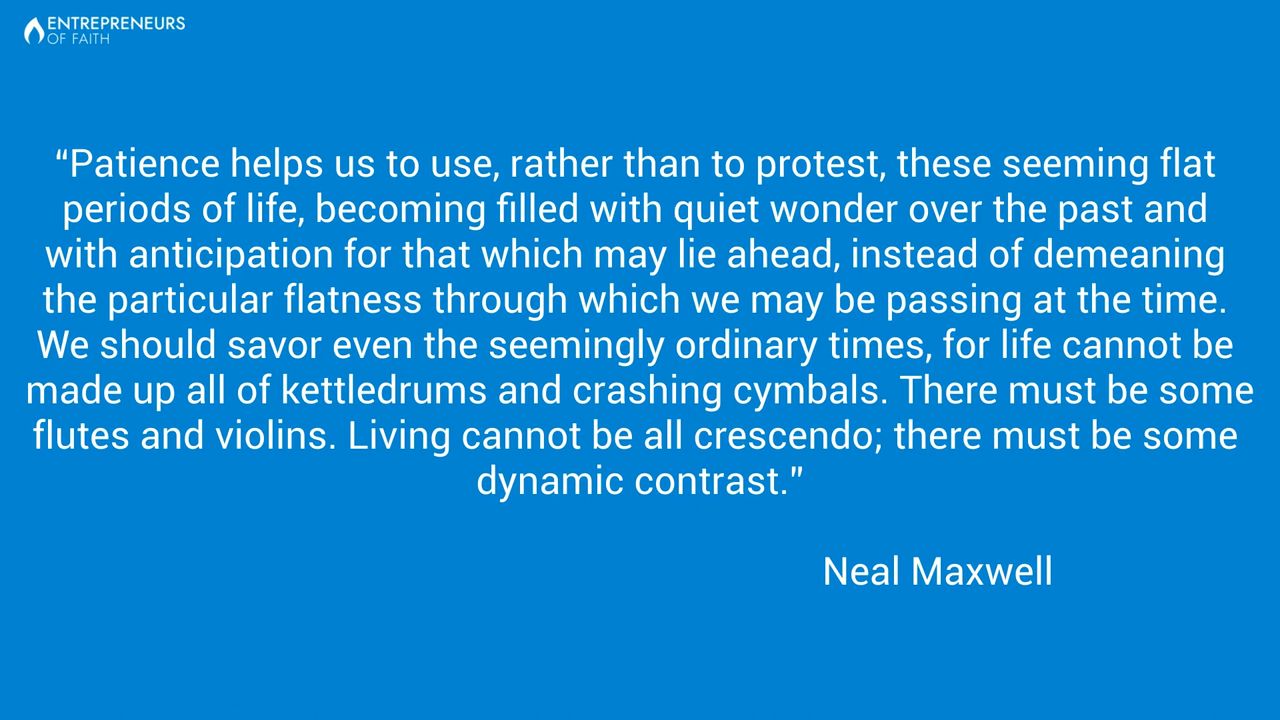 ENTREPRENEURS
OF FAITH
“Patience helps us to use, rather than to protest, these seeming flat
periods of life, becoming filled with quiet wonder over the past and
with anticipation for that which may lie ahead, instead of demeaning
the particular flatness through which we may be passing at the time.
We should savor even the seemingly ordinary times, for life cannot be
made up all of kettledrums and crashing cymbals. There must be some
flutes and violins. Living cannot be all crescendo; there must be some
dynamic contrast.”
Neal Maxwell